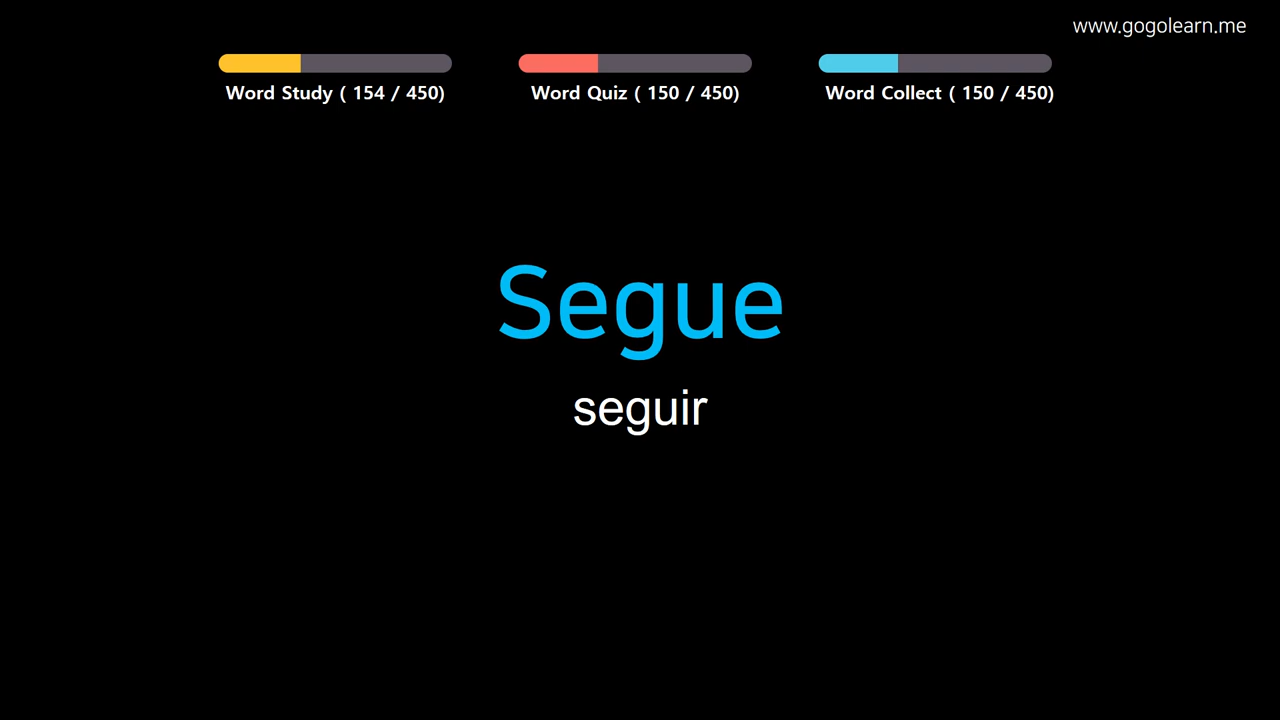 www.gogolearn.me
Word Study ( 154 / 450)
Word Quiz ( 150 / 450)
Word Collect ( 150 / 450)
Segue
seguir